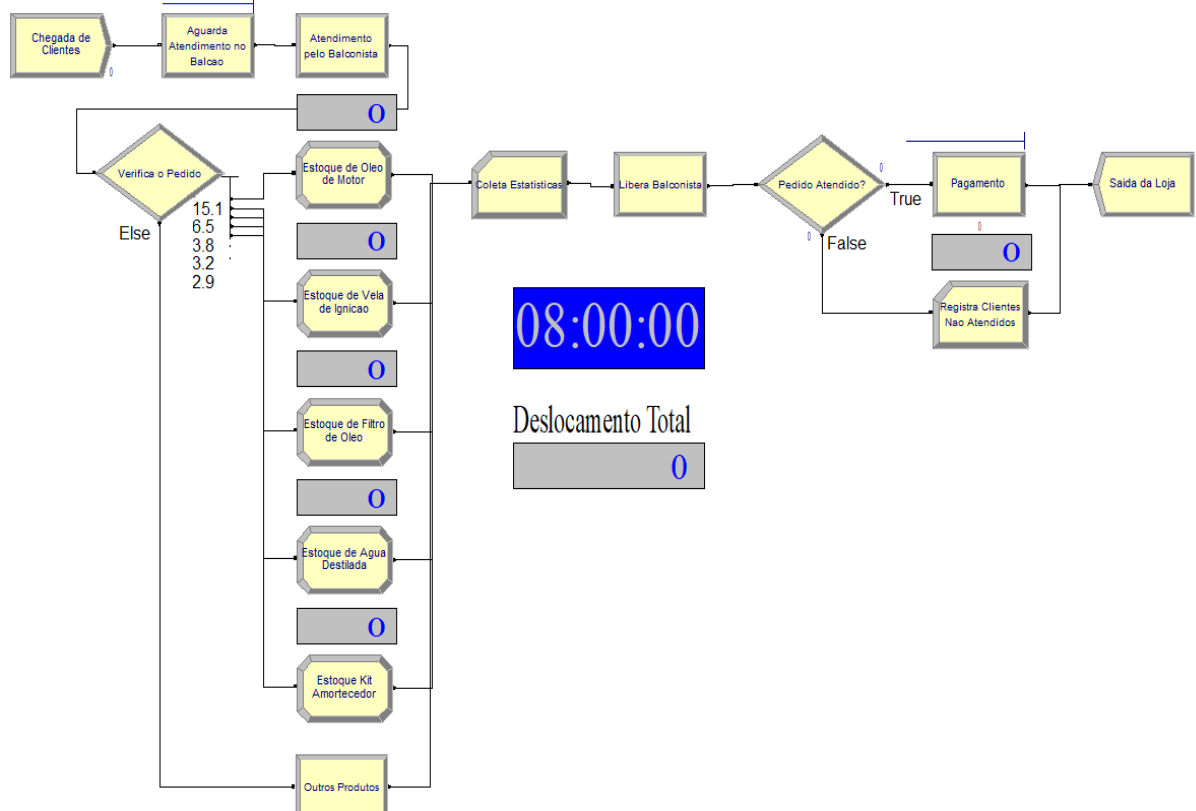 Chegada de
Clientes
0
Aguarda
Atendimento no
Balcao
Atendimento
pelo Balconista
0
Verifica o Pedido
15.1
6.5
3.8
3.2
2.9
Else
Estoque de Oleo
de Motor
0
Estoque de Vela
de Ignicao
0
Estoque de Filtro
de Oleo
0
Estoque de Agua
Destilada
0
Estoque Kit
Amortecedor
Outros Produtos
Coleta Estatisticas
Libera Balconista
Pedido Atendido?
0
True
0
False
Pagamento
0
0
Registra Clientes
Nao Atendidos
Saida da Loja
08:00:00
Deslocamento Total
0